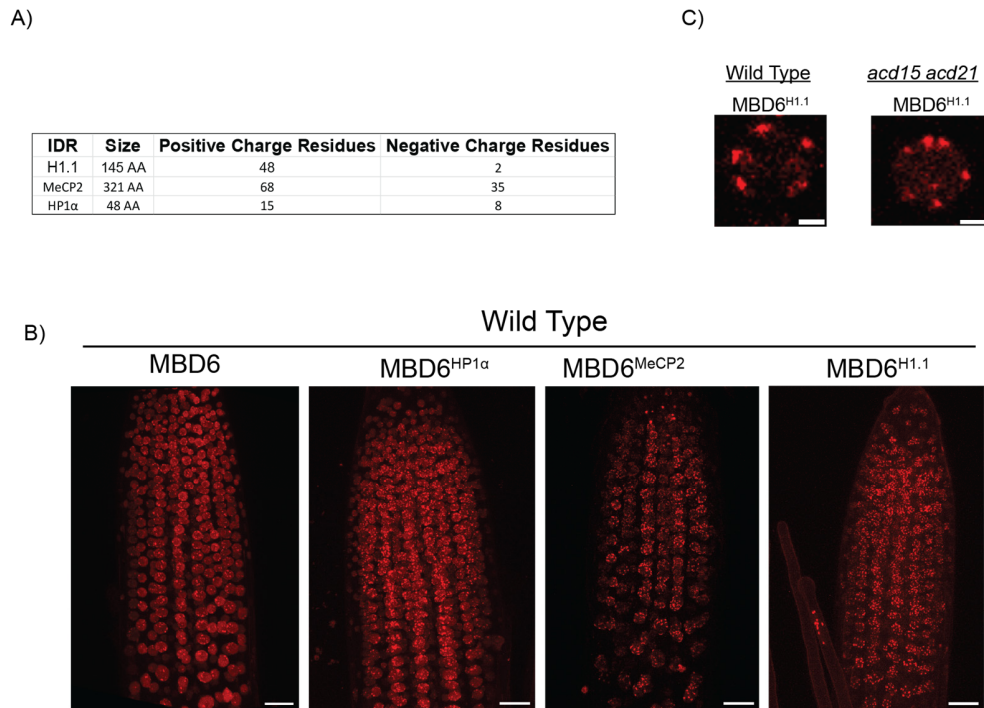 A)
IDR Size Positive Charge Residues Negative Charge Residues
H1.1 145 AA 48 2
MeCP2 321 AA 68 35
HP1α 48 AA 15 8
C)
Wild Type acd15 acd21
MBD6H1.1 MBD6H1.1
B)
Wild Type
MBD6 MBD6HP1α MBD6MeCP2 MBD6H1.1